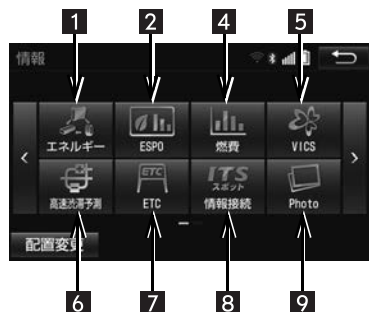 1 2 4 5
情報
エネルギー ESPO 燃費 VICS
ETC ITS
スポット
高速渋滞予測 ETC 情報接続 Photo
配置変更
6 7 8 9